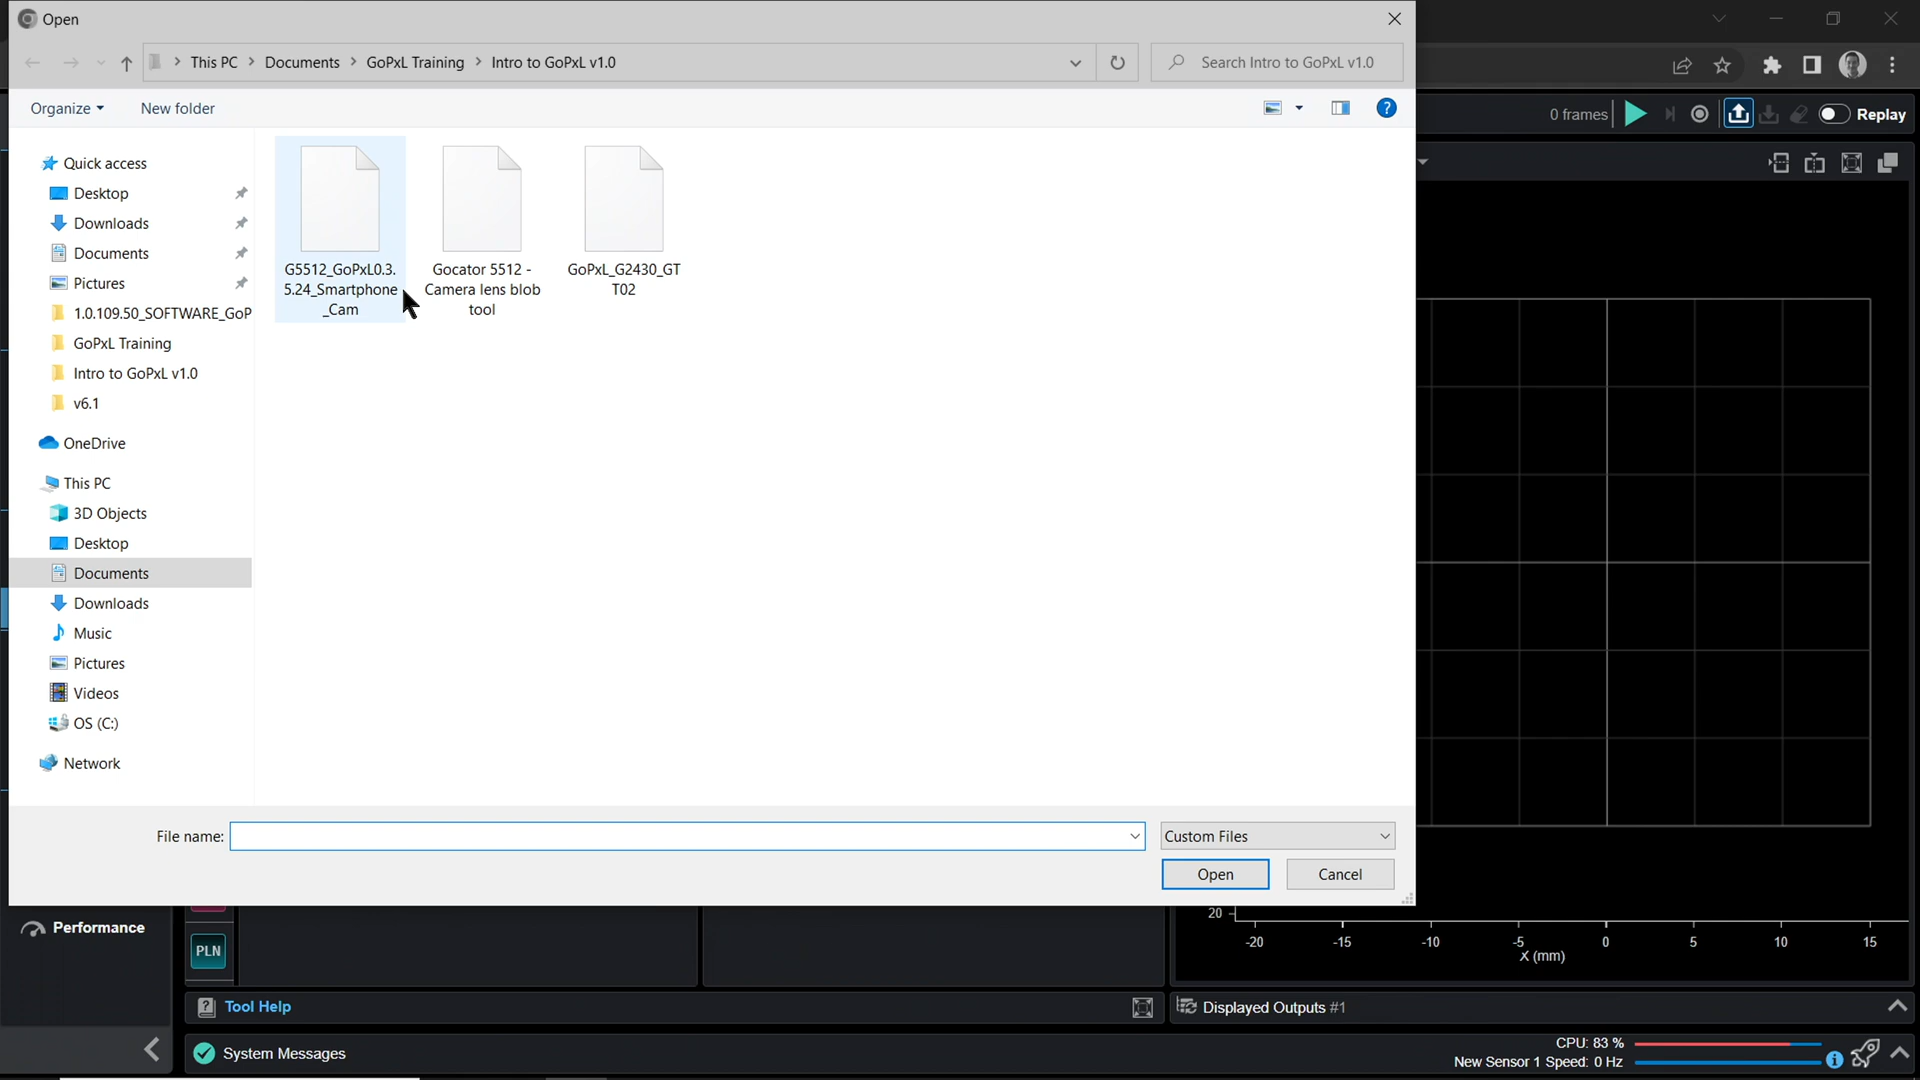 Open
This PC > Documents > GoPxL Training > Intro to GoPxL v1.0
Search Intro to GoPxL v1.0
Organize
New folder
0 frames
Replay
Quick access
Desktop
Downloads
Documents
Pictures
1.0.109.50_SOFTWARE_GoP
GoPxL Training
Intro to GoPxL v1.0
v6.1
OneDrive
This PC
3D Objects
Desktop
Documents
Downloads
Music
Pictures
Videos
OS (C:)
Network
G5512_GoPxL0.3.
5.24_Smartphone
_Cam
Gocator 5512 -
Camera lens blob
tool
GoPxL_G2430_GT
T02
File name:
Custom Files
Open
Cancel
Performance
PLN
20
-20 -15 -10 -5 0 5 10 15
X (mm)
Tool Help
Displayed Outputs #1
System Messages
CPU: 83 %
New Sensor 1 Speed: 0 Hz